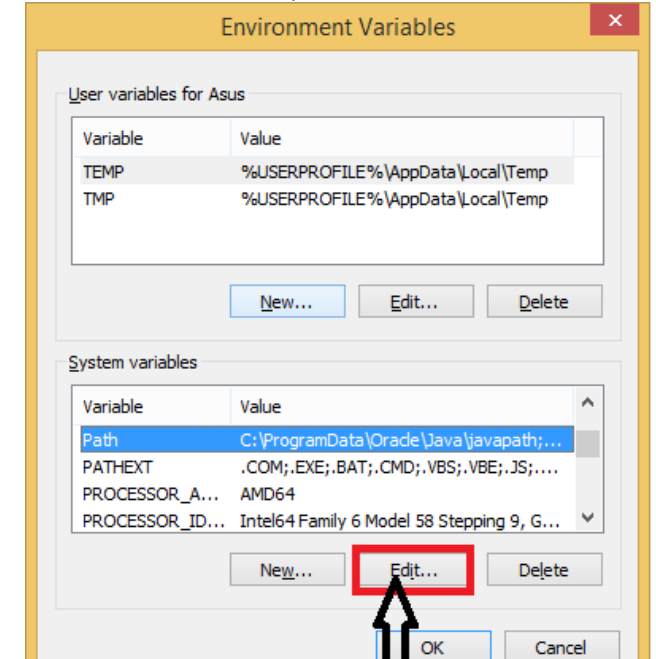 Environment Variables
×
User variables for Asus
Variable Value
TEMP %USERPROFILE%\AppData\Local\Temp
TMP %USERPROFILE%\AppData\Local\Temp
New... Edit... Delete
System variables
Variable Value
Path C:\ProgramData\Oracle\Java\javapath;...
PATHEXT .COM;.EXE;.BAT;.CMD;.VBS;.VBE;.JS;....
PROCESSOR_A... AMD64
PROCESSOR_ID... Intel64 Family 6 Model 58 Stepping 9, G...
New... Edit... Delete
OK Cancel